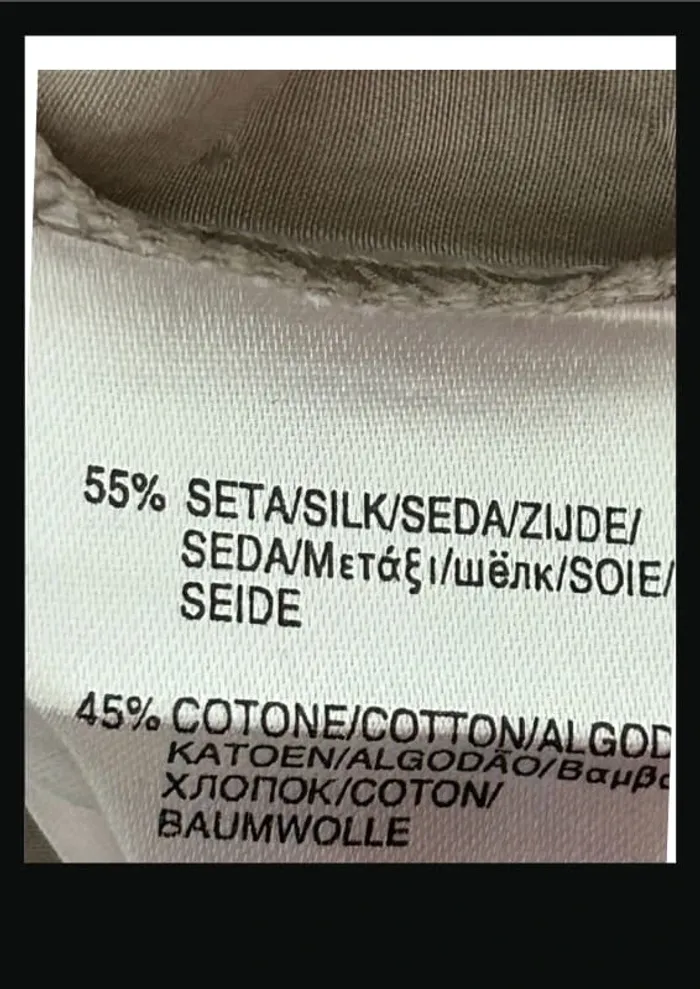 55% SETA/SILK/SEDA/ZIJDE/
SEDA/Μετάξι/шёлк/SOIE/
SEIDE
45% COTONE/COTTON/ALGOD
KATOEN/ALGODÃO/Βαμβα
ХЛОПОК/COTON/
BAUMWOLLE